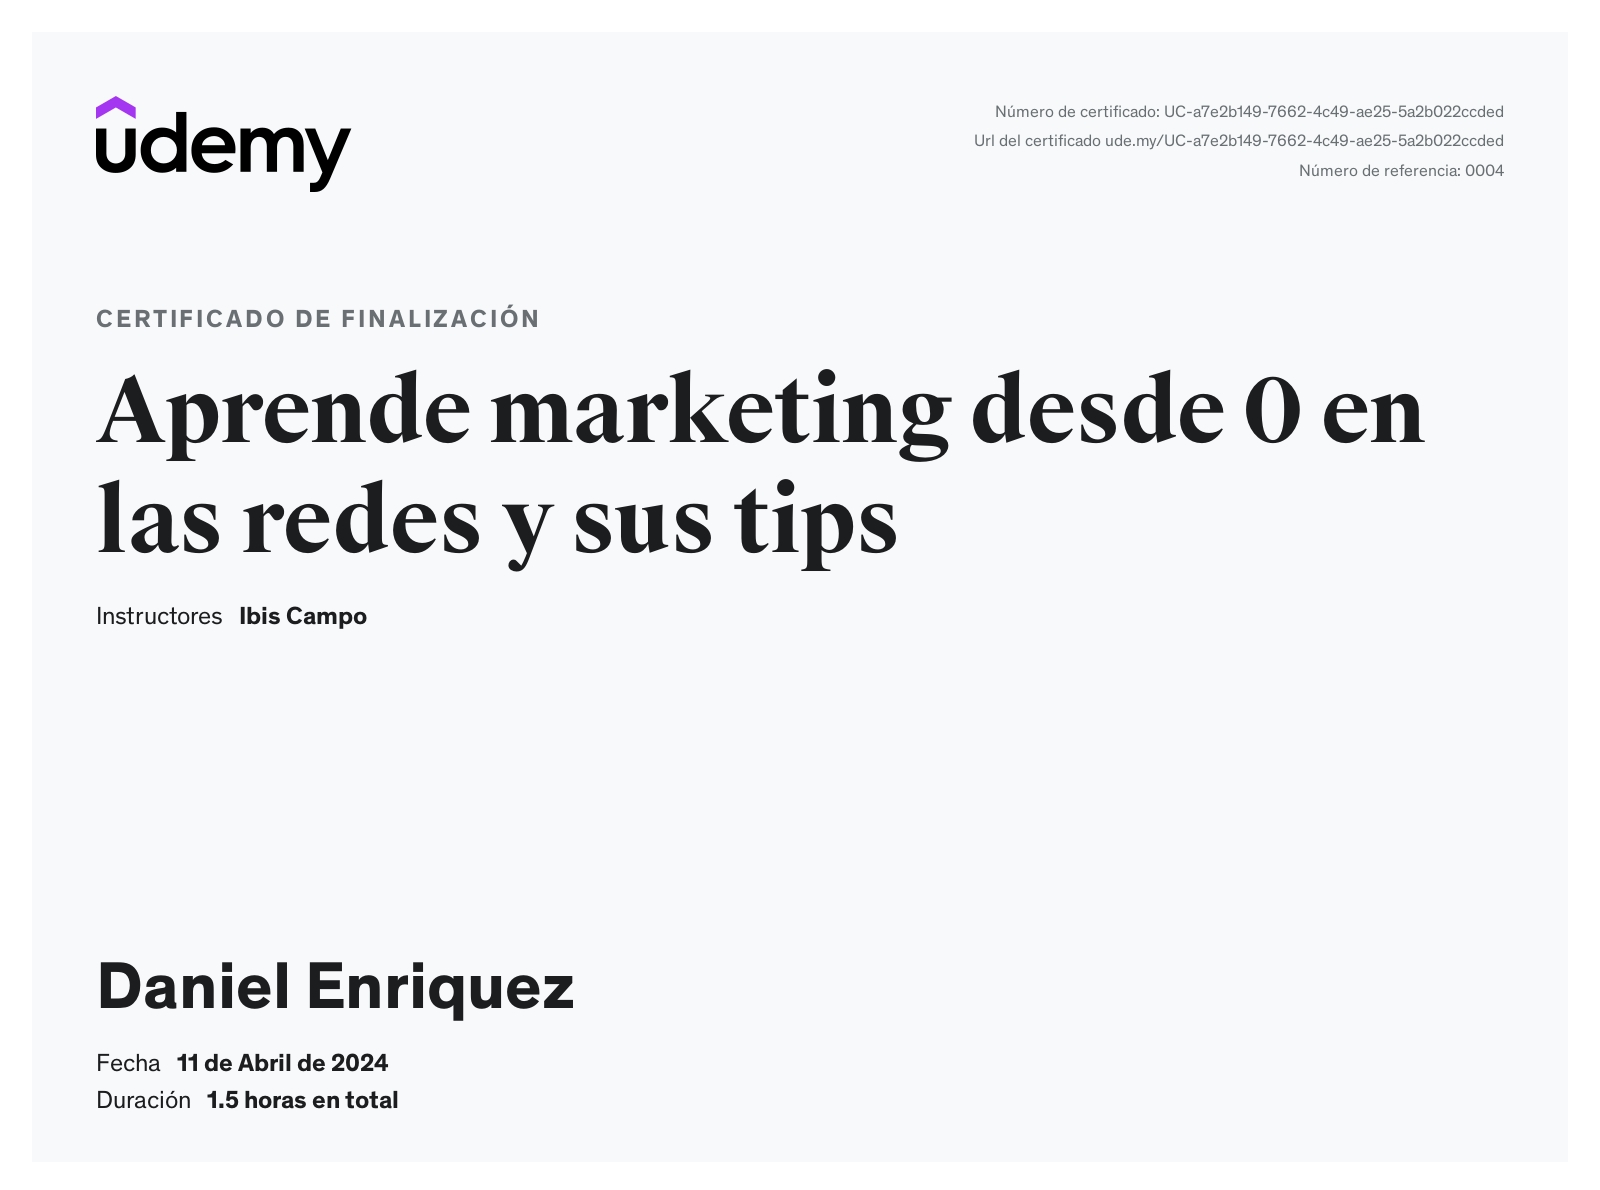 udemy
Número de certificado: UC-a7e2b149-7662-4c49-ae25-5a2b022ccded
Url del certificado ude.my/UC-a7e2b149-7662-4c49-ae25-5a2b022ccded
Número de referencia: 0004
CERTIFICADO DE FINALIZACIÓN
Aprende marketing desde 0 en
las redes y sus tips
Instructores Ibis Campo
Daniel Enriquez
Fecha 11 de Abril de 2024
Duración 1.5 horas en total